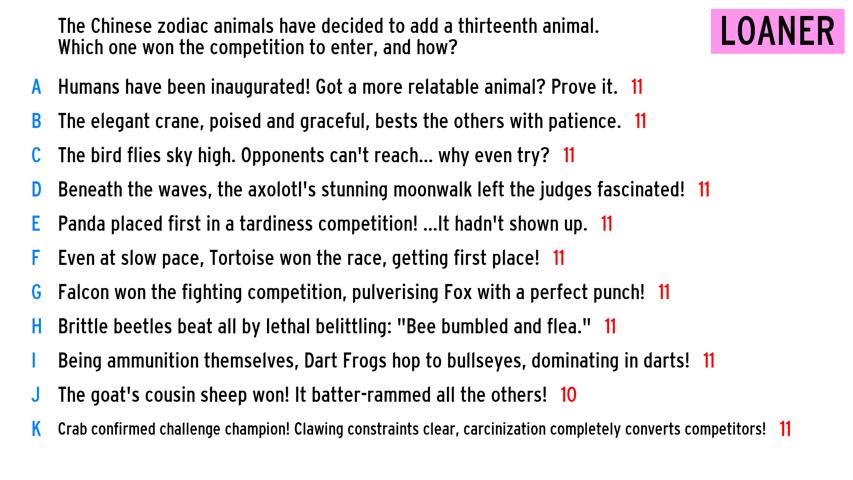 The Chinese zodiac animals have decided to add a thirteenth animal.
Which one won the competition to enter, and how?
LOANER
A Humans have been inaugurated! Got a more relatable animal? Prove it. 11
B The elegant crane, poised and graceful, bests the others with patience. 11
C The bird flies sky high. Opponents can't reach... why even try? 11
D Beneath the waves, the axolotl's stunning moonwalk left the judges fascinated! 11
E Panda placed first in a tardiness competition! ...It hadn't shown up. 11
F Even at slow pace, Tortoise won the race, getting first place! 11
G Falcon won the fighting competition, pulverising Fox with a perfect punch! 11
H Brittle beetles beat all by lethal belittling: "Bee bumbled and flea." 11
I Being ammunition themselves, Dart Frogs hop to bullseyes, dominating in darts! 11
J The goat's cousin sheep won! It batter-rammed all the others! 10
K Crab confirmed challenge champion! Clawing constraints clear, carcinization completely converts competitors! 11